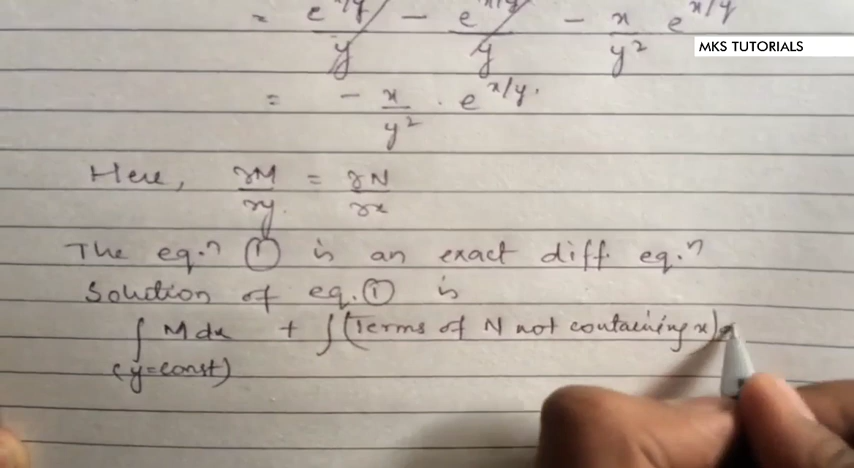 = e^x/y/y - e^x/y/y - x/y² e^x/y
MKS TUTORIALS
= - x/y² · e^x/y.
Here, ∂M/∂y = ∂N/∂x
The eq.n ① is an exact diff. eq.n
Solution of eq.① is
∫ M dx + ∫(Terms of N not containing x)
(y=const)